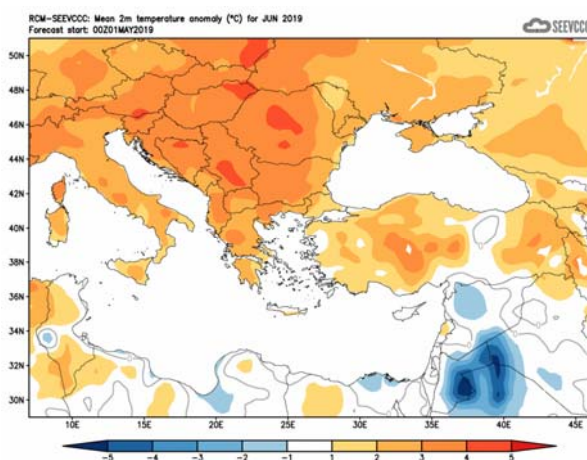 RCM-SEEVCCC: Mean 2m temperature anomaly (°C) for JUN 2019
Forecast start: 00Z01MAY2019
SEEVCCC
50N
48N
46N
44N
42N
40N
38N
36N
34N
32N
30N
10E 15E 20E 25E 30E 35E 40E 45E
-5 -4 -3 -2 -1 1 2 3 4 5